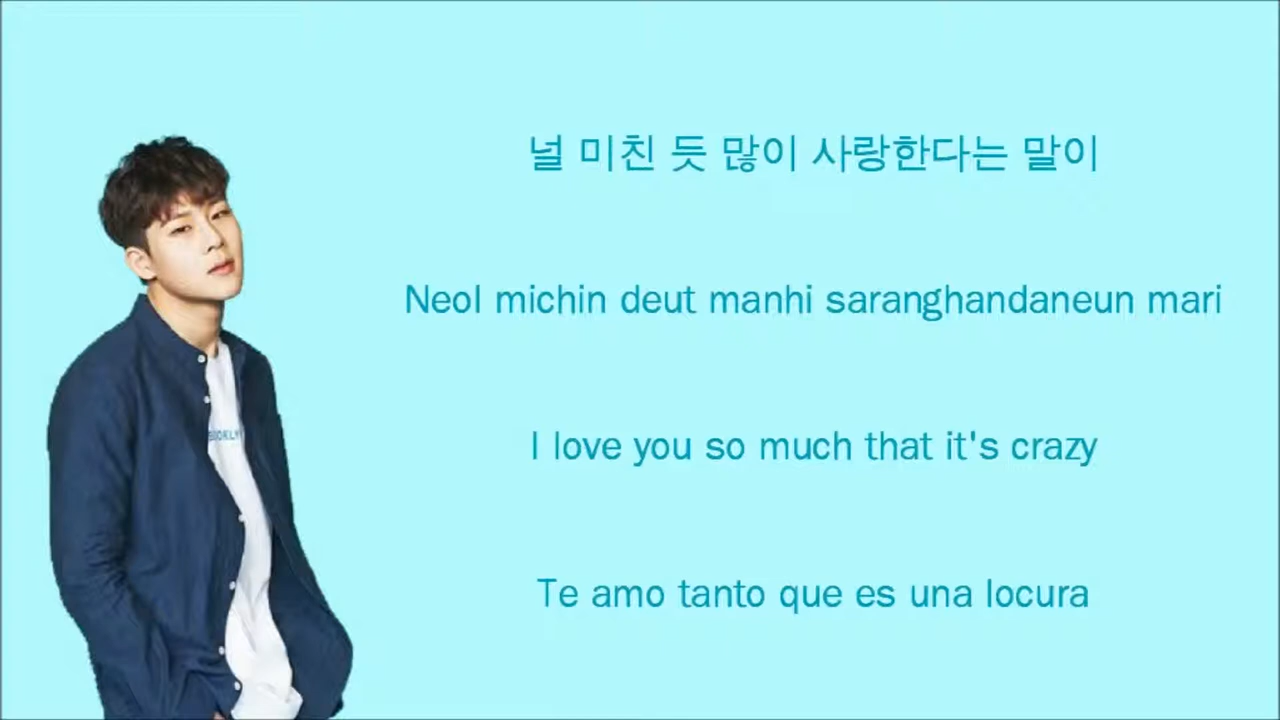 널 미친 듯 많이 사랑한다는 말이
Neol michin deut manhi saranghandaneun mari
I love you so much that it's crazy
Te amo tanto que es una locura